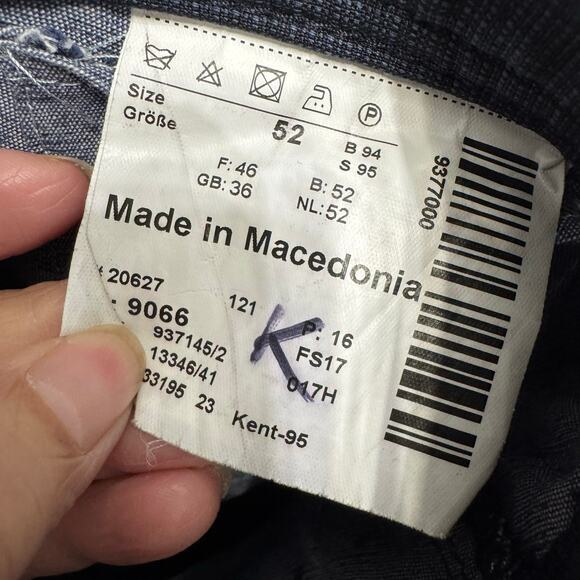 P
Size
Größe
52
B 94
S 95
F: 46
GB: 36
B: 52
NL: 52
9377000
Made in Macedonia
20627
121
K
9066
P: 16
937145/2
FS17
13346/41
017H
33195 23
Kent-95